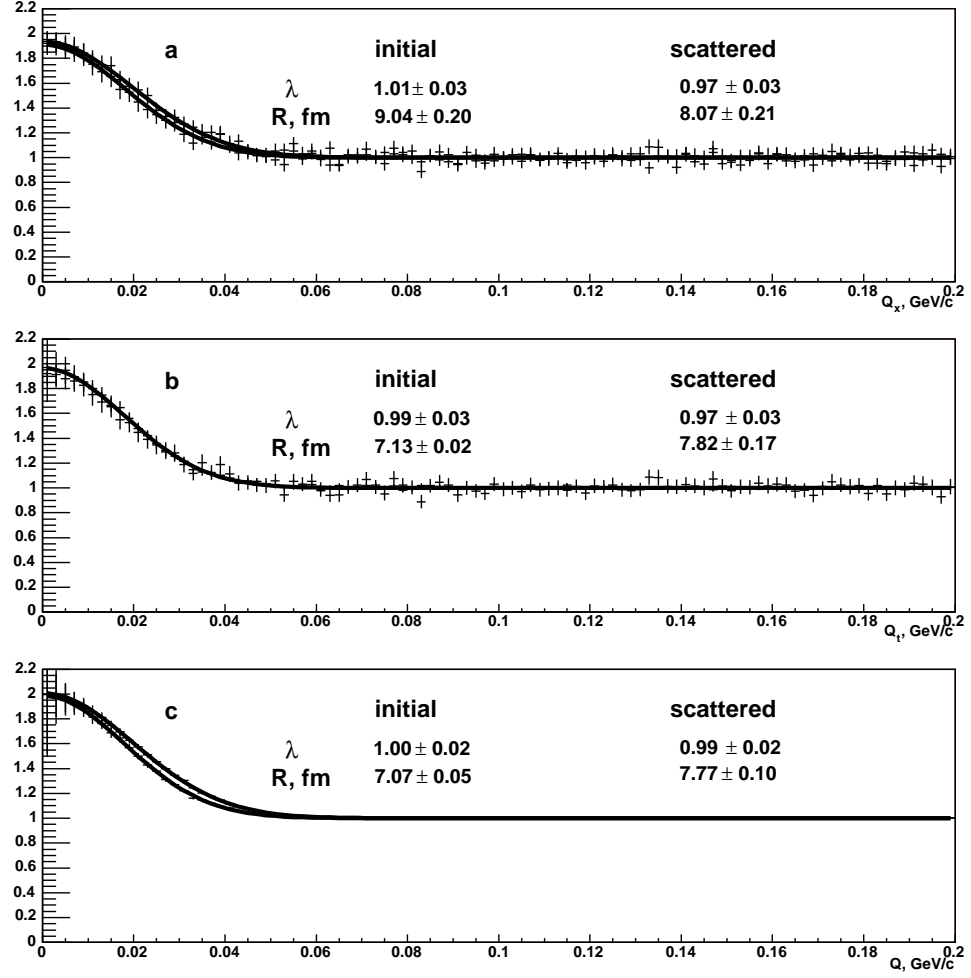 2.2
2
1.8
1.6
1.4
1.2
1
0.8
0.6
0.4
0.2
0
a initial scattered
λ 1.01 ± 0.03 0.97 ± 0.03
R, fm 9.04 ± 0.20 8.07 ± 0.21
0 0.02 0.04 0.06 0.08 0.1 0.12 0.14 0.16 0.18 0.2
Qx, GeV/c
2.2
2
1.8
1.6
1.4
1.2
1
0.8
0.6
0.4
0.2
0
b initial scattered
λ 0.99 ± 0.03 0.97 ± 0.03
R, fm 7.13 ± 0.02 7.82 ± 0.17
0 0.02 0.04 0.06 0.08 0.1 0.12 0.14 0.16 0.18 0.2
Qt, GeV/c
2.2
2
1.8
1.6
1.4
1.2
1
0.8
0.6
0.4
0.2
0
c initial scattered
λ 1.00 ± 0.02 0.99 ± 0.02
R, fm 7.07 ± 0.05 7.77 ± 0.10
0 0.02 0.04 0.06 0.08 0.1 0.12 0.14 0.16 0.18 0.2
Q, GeV/c